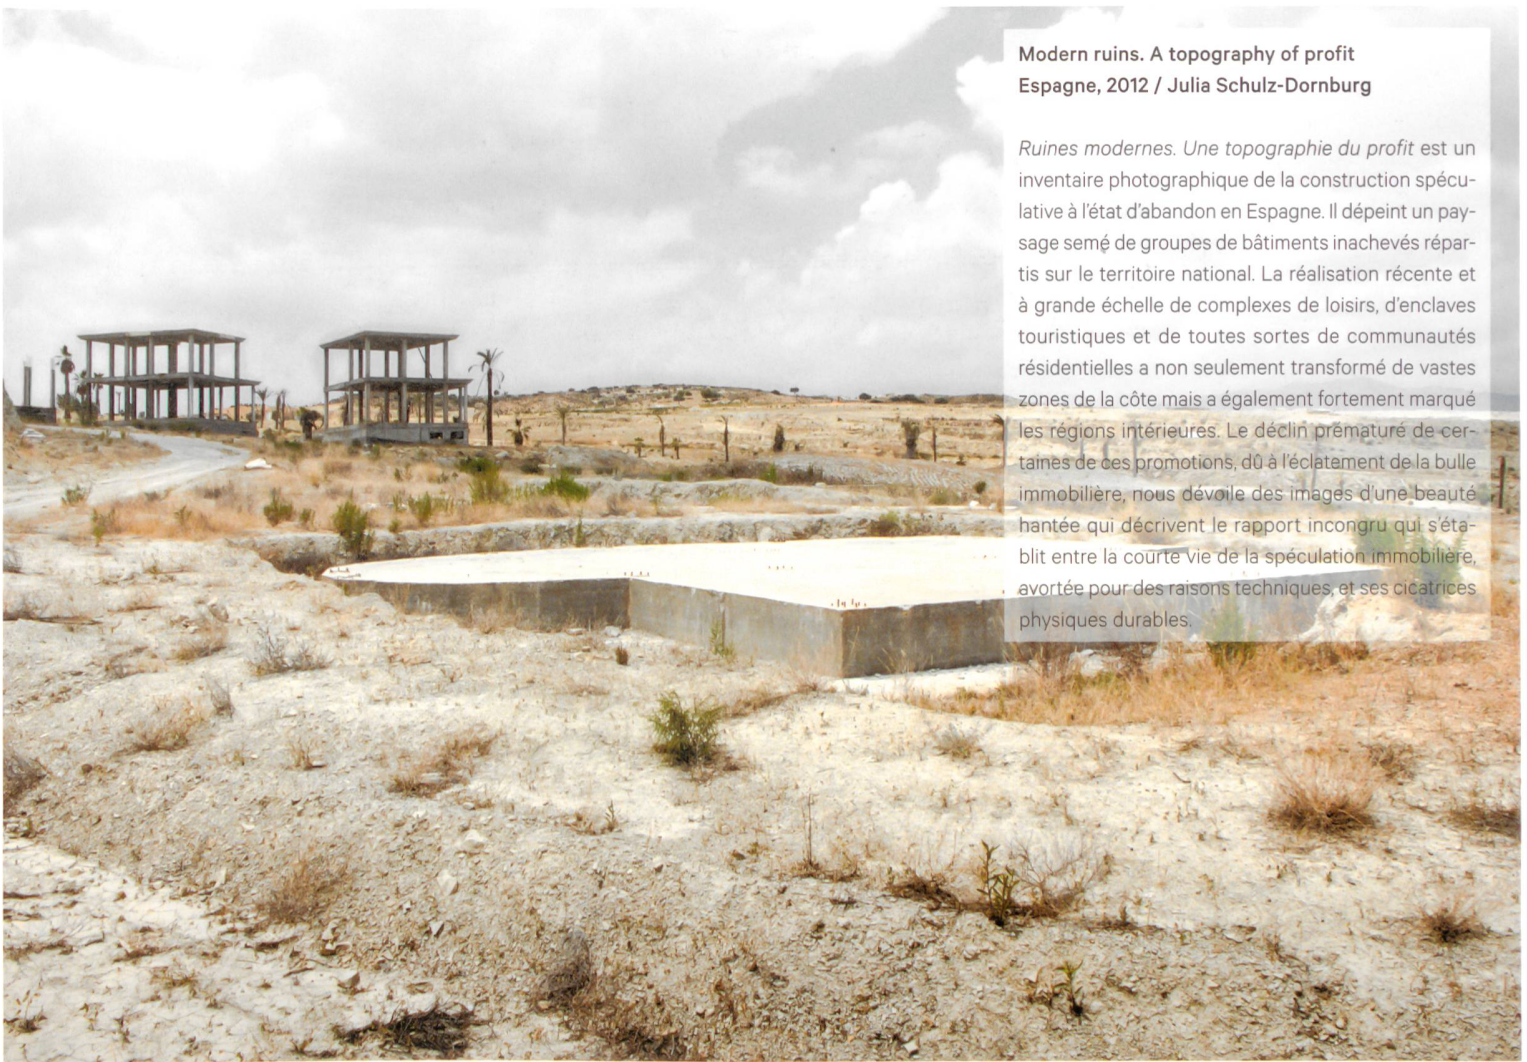 Modern ruins. A topography of profit
Espagne, 2012 / Julia Schulz-Dornburg
Ruines modernes. Une topographie du profit est un
inventaire photographique de la construction spécu-
lative à l'état d'abandon en Espagne. Il dépeint un pay-
sage semé de groupes de bâtiments inachevés répar-
tis sur le territoire national. La réalisation récente et
à grande échelle de complexes de loisirs, d'enclaves
touristiques et de toutes sortes de communautés
résidentielles a non seulement transformé de vastes
zones de la côte mais a également fortement marqué
les régions intérieures. Le déclin prématuré de cer-
taines de ces promotions, dû à l'éclatement de la bulle
immobilière, nous dévoile des images d'une beauté
hantée qui décrivent le rapport incongru qui s'éta-
blit entre la courte vie de la spéculation immobilière,
avortée pour des raisons techniques, et ses cicatrices
physiques durables.